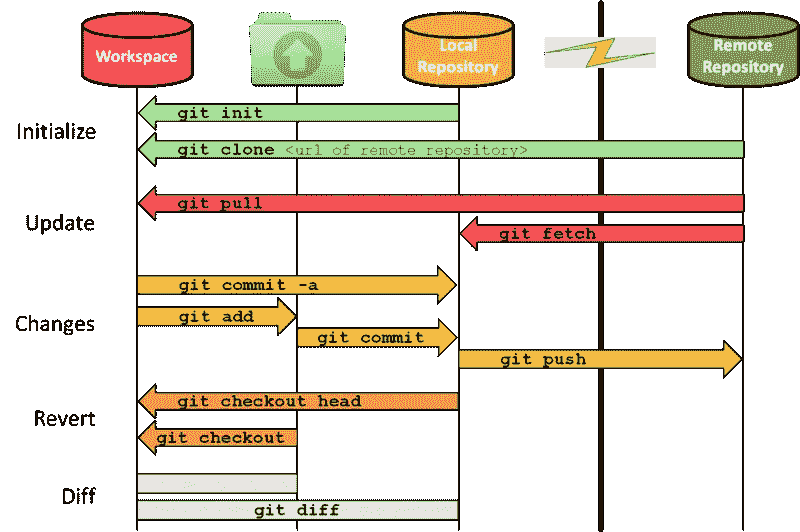 Workspace
Local
Repository
Remote
Repository
Initialize
git init
git clone <url of remote repository>
Update
git pull
git fetch
Changes
git commit -a
git add
git commit
git push
Revert
git checkout head
git checkout
Diff
git diff